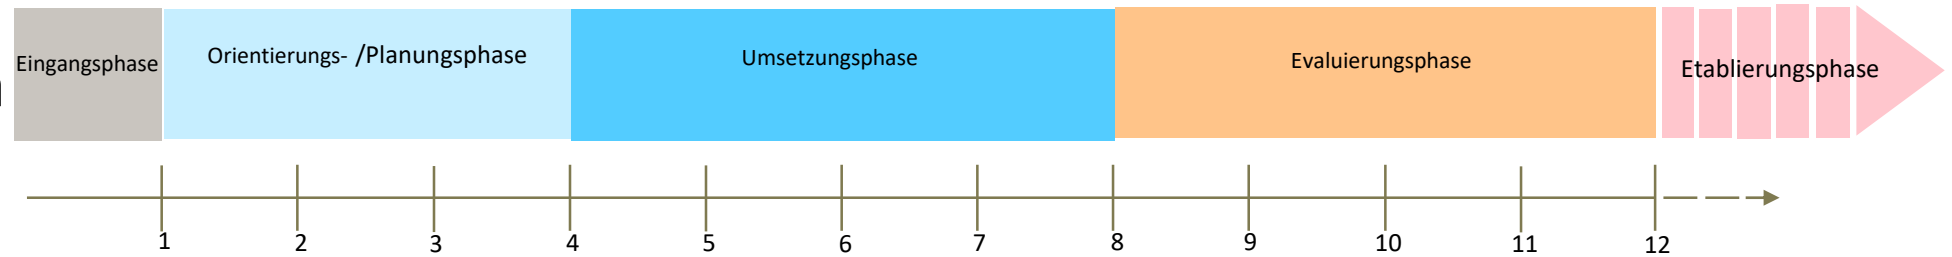 Eingangsphase
Orientierungs- /Planungsphase
Umsetzungsphase
Evaluierungsphase
Etablierungsphase
1 2 3 4 5 6 7 8 9 10 11 12